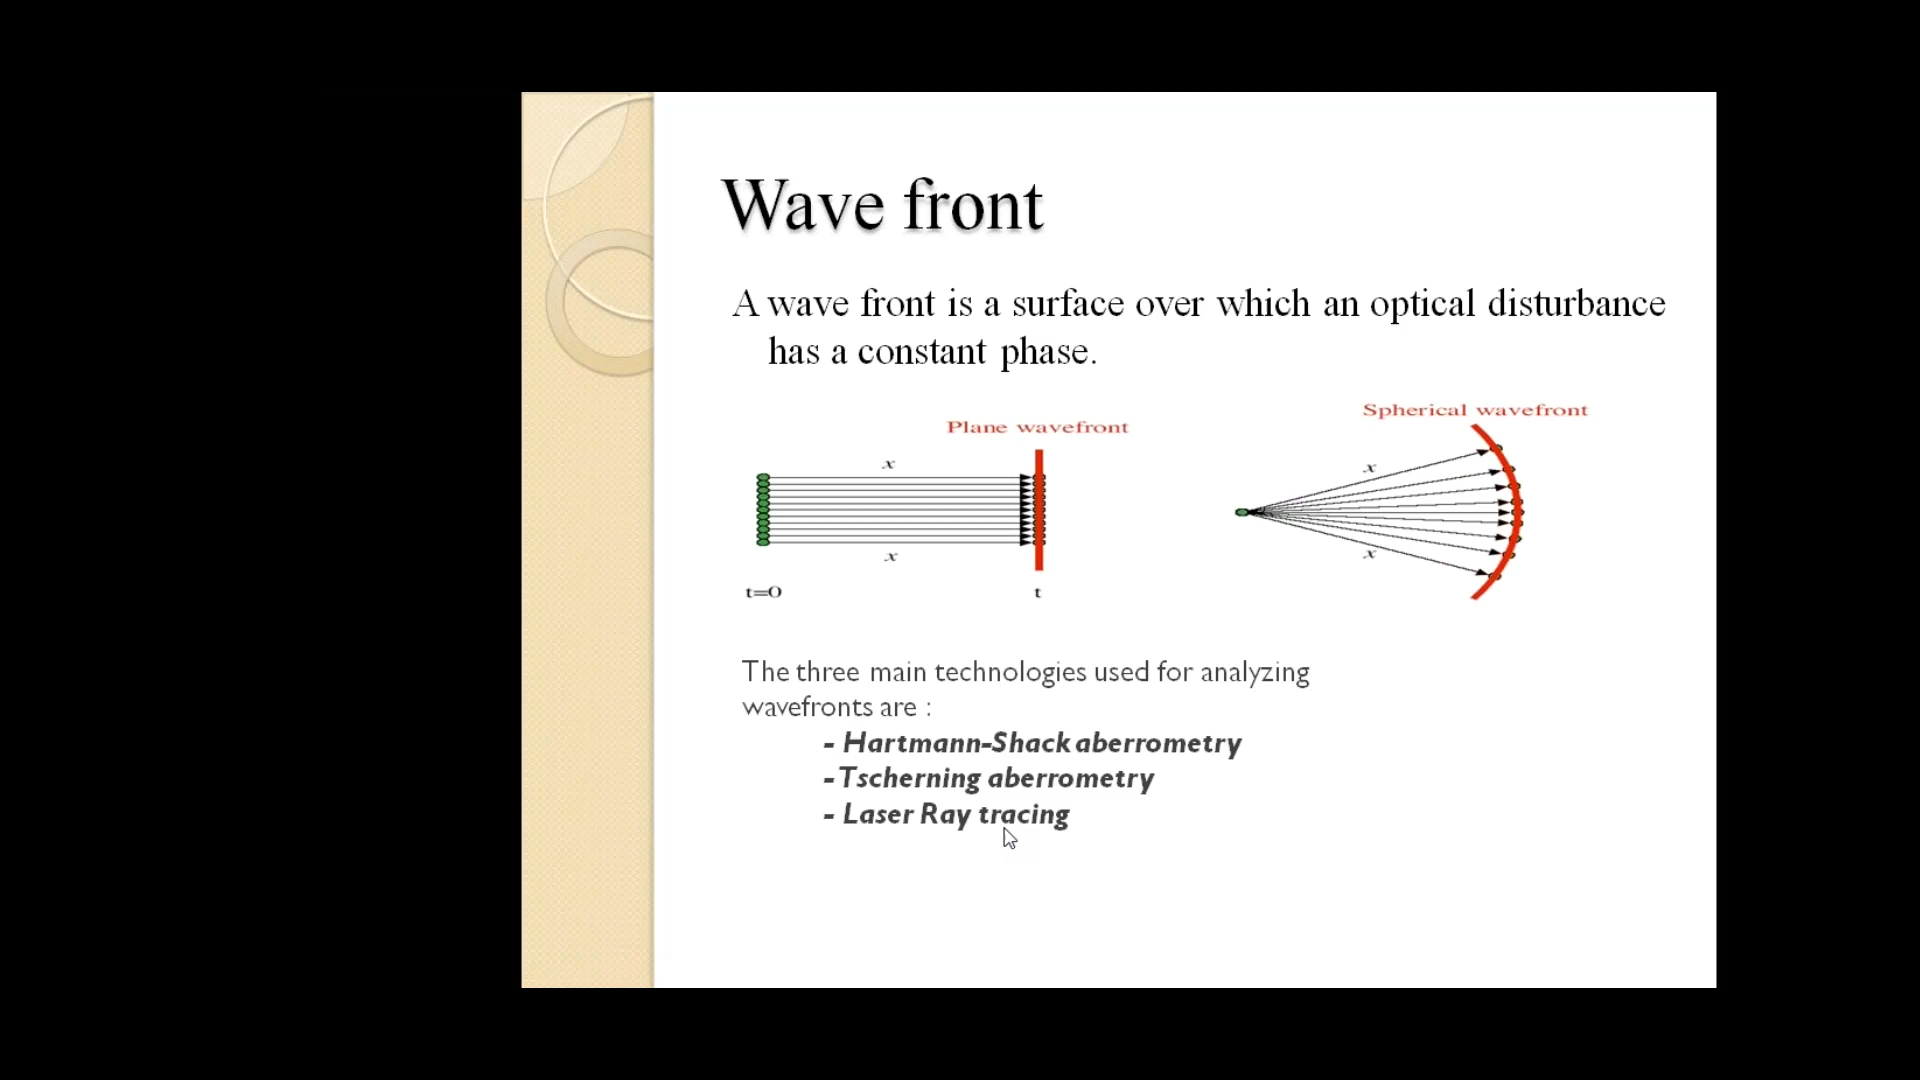 Wave front
A wave front is a surface over which an optical disturbance
has a constant phase.
Plane wavefront
Spherical wavefront
x
x
x
x
t=0
t
The three main technologies used for analyzing
wavefronts are :
- Hartmann-Shack aberrometry
- Tscherning aberrometry
- Laser Ray tracing